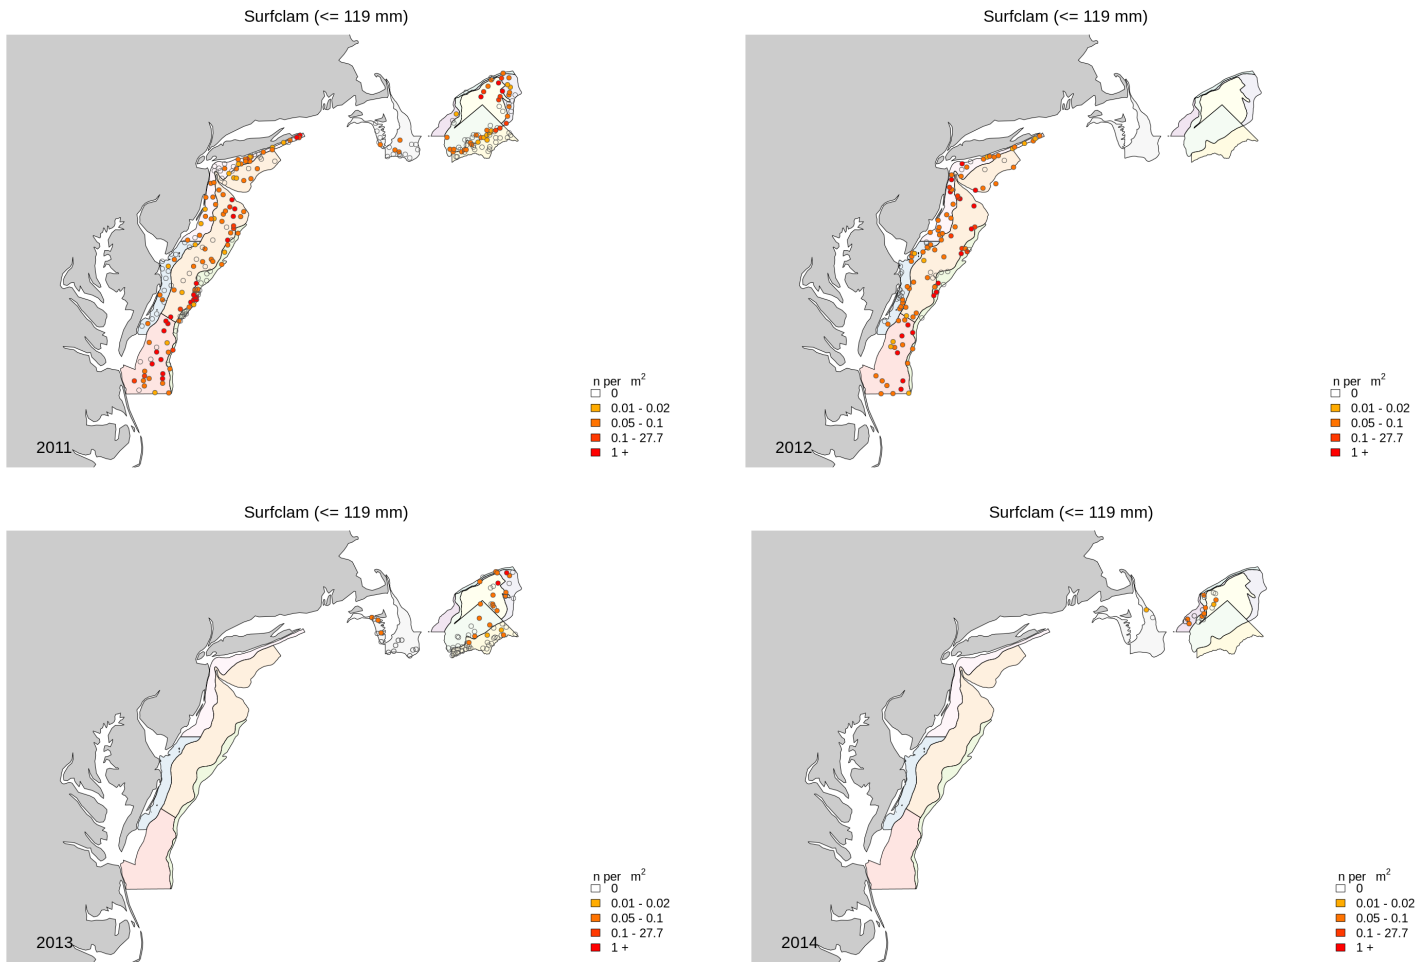 Surfclam (<= 119 mm)
n per m2
0
0.01 - 0.02
0.05 - 0.1
0.1 - 27.7
1 +
2011
Surfclam (<= 119 mm)
n per m2
0
0.01 - 0.02
0.05 - 0.1
0.1 - 27.7
1 +
2012
Surfclam (<= 119 mm)
n per m2
0
0.01 - 0.02
0.05 - 0.1
0.1 - 27.7
1 +
2013
Surfclam (<= 119 mm)
n per m2
0
0.01 - 0.02
0.05 - 0.1
0.1 - 27.7
1 +
2014